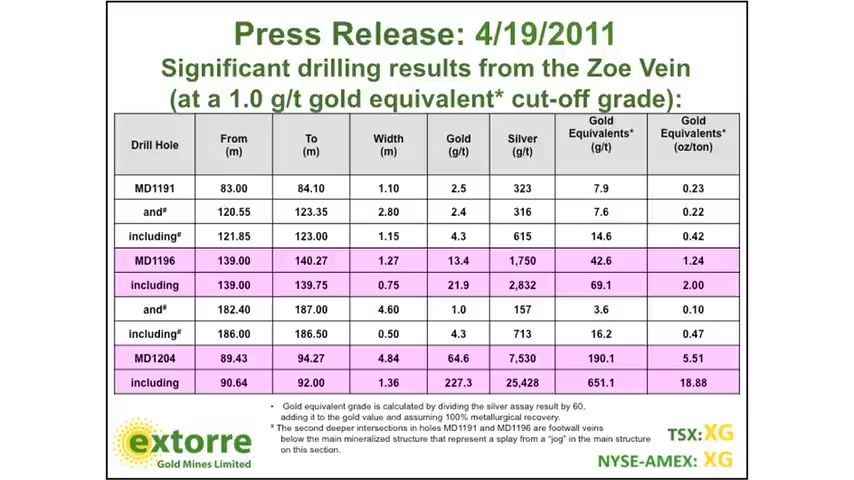 Press Release: 4/19/2011
Significant drilling results from the Zoe Vein
(at a 1.0 g/t gold equivalent* cut-off grade):
Drill Hole From (m) To (m) Width (m) Gold (g/t) Silver (g/t) Gold Equivalents* (g/t) Gold Equivalents* (oz/ton)
MD1191 83.00 84.10 1.10 2.5 323 7.9 0.23
and# 120.55 123.35 2.80 2.4 316 7.6 0.22
including# 121.85 123.00 1.15 4.3 615 14.6 0.42
MD1196 139.00 140.27 1.27 13.4 1,750 42.6 1.24
including 139.00 139.75 0.75 21.9 2,832 69.1 2.00
and# 182.40 187.00 4.60 1.0 157 3.6 0.10
including# 186.00 186.50 0.50 4.3 713 16.2 0.47
MD1204 89.43 94.27 4.84 64.6 7,530 190.1 5.51
including 90.64 92.00 1.36 227.3 25,428 651.1 18.88
• Gold equivalent grade is calculated by dividing the silver assay result by 60,
adding it to the gold value and assuming 100% metallurgical recovery.
# The second deeper intersections in holes MD1191 and MD1196 are footwall veins
below the main mineralized structure that represent a splay from a "jog" in the main structure
on this section.
extorre
Gold Mines Limited
TSX:XG
NYSE-AMEX: XG